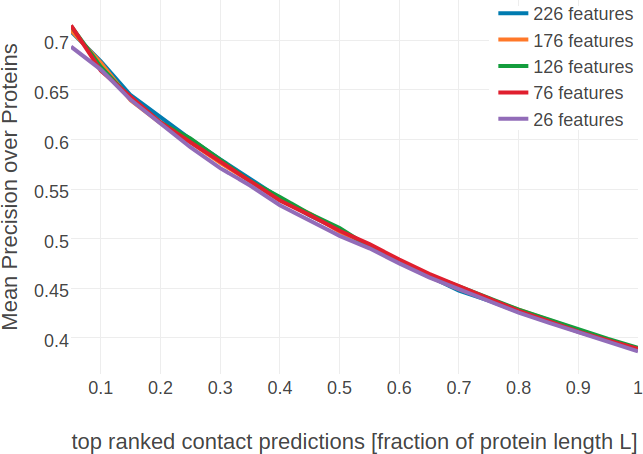 226 features
176 features
126 features
76 features
26 features
Mean Precision over Proteins
0.7
0.65
0.6
0.55
0.5
0.45
0.4
0.1 0.2 0.3 0.4 0.5 0.6 0.7 0.8 0.9 1
top ranked contact predictions [fraction of protein length L]